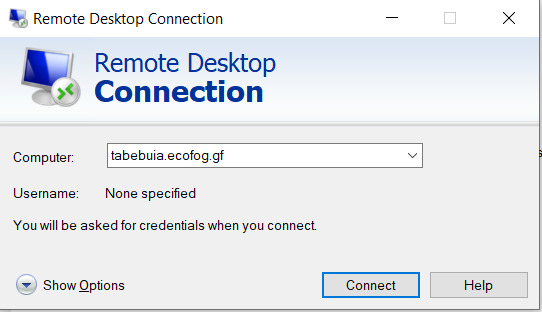 Remote Desktop Connection
Remote Desktop
Connection
Computer: tabebuia.ecofog.gf
Username: None specified
You will be asked for credentials when you connect.
Show Options Connect Help